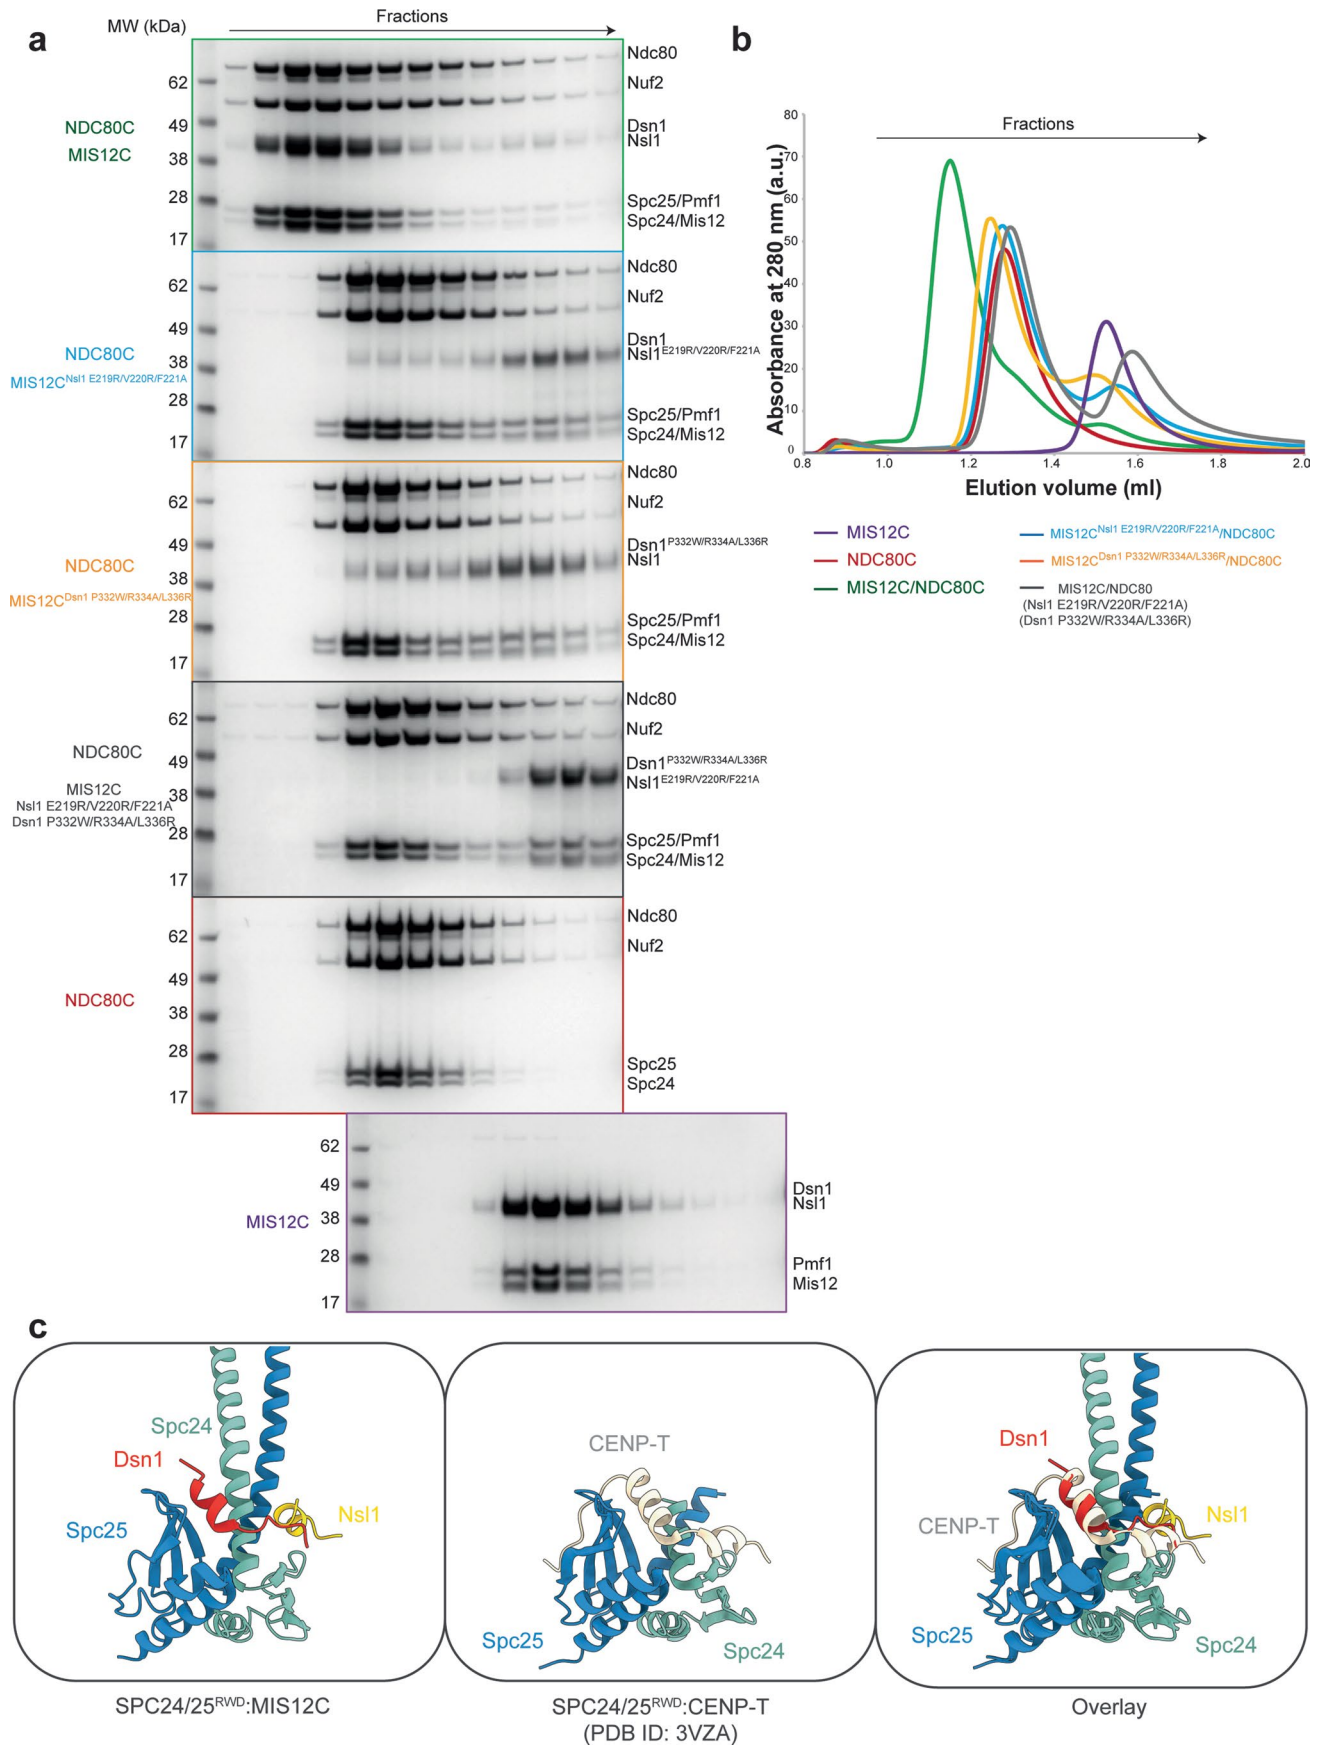 a
MW (kDa)
Fractions
NDC80C
MIS12C
62
49
38
28
17
Ndc80
Nuf2
Dsn1
Nsl1
Spc25/Pmf1
Spc24/Mis12
NDC80C
MIS12C^Nsl1 E219R/V220R/F221A
62
49
38
28
17
Ndc80
Nuf2
Dsn1
Nsl1^E219R/V220R/F221A
Spc25/Pmf1
Spc24/Mis12
NDC80C
MIS12C^Dsn1 P332W/R334A/L336R
62
49
38
28
17
Ndc80
Nuf2
Dsn1^P332W/R334A/L336R
Nsl1
Spc25/Pmf1
Spc24/Mis12
NDC80C
MIS12C
Nsl1 E219R/V220R/F221A
Dsn1 P332W/R334A/L336R
62
49
38
28
17
Ndc80
Nuf2
Dsn1^P332W/R334A/L336R
Nsl1^E219R/V220R/F221A
Spc25/Pmf1
Spc24/Mis12
NDC80C
62
49
38
28
17
Ndc80
Nuf2
Spc25
Spc24
MIS12C
62
49
38
28
17
Dsn1
Nsl1
Pmf1
Mis12
b
Fractions
Absorbance at 280 nm (a.u.)
80
70
60
50
40
30
20
10
0
0.8 1.0 1.2 1.4 1.6 1.8 2.0
Elution volume (ml)
MIS12C
NDC80C
MIS12C/NDC80C
MIS12C^Nsl1 E219R/V220R/F221A/NDC80C
MIS12C^Dsn1 P332W/R334A/L336R/NDC80C
MIS12C/NDC80
(Nsl1 E219R/V220R/F221A)
(Dsn1 P332W/R334A/L336R)
c
Spc24
Dsn1
Spc25
Nsl1
SPC24/25^RWD:MIS12C
CENP-T
Spc25
Spc24
SPC24/25^RWD:CENP-T
(PDB ID: 3VZA)
Dsn1
CENP-T
Nsl1
Spc25
Spc24
Overlay